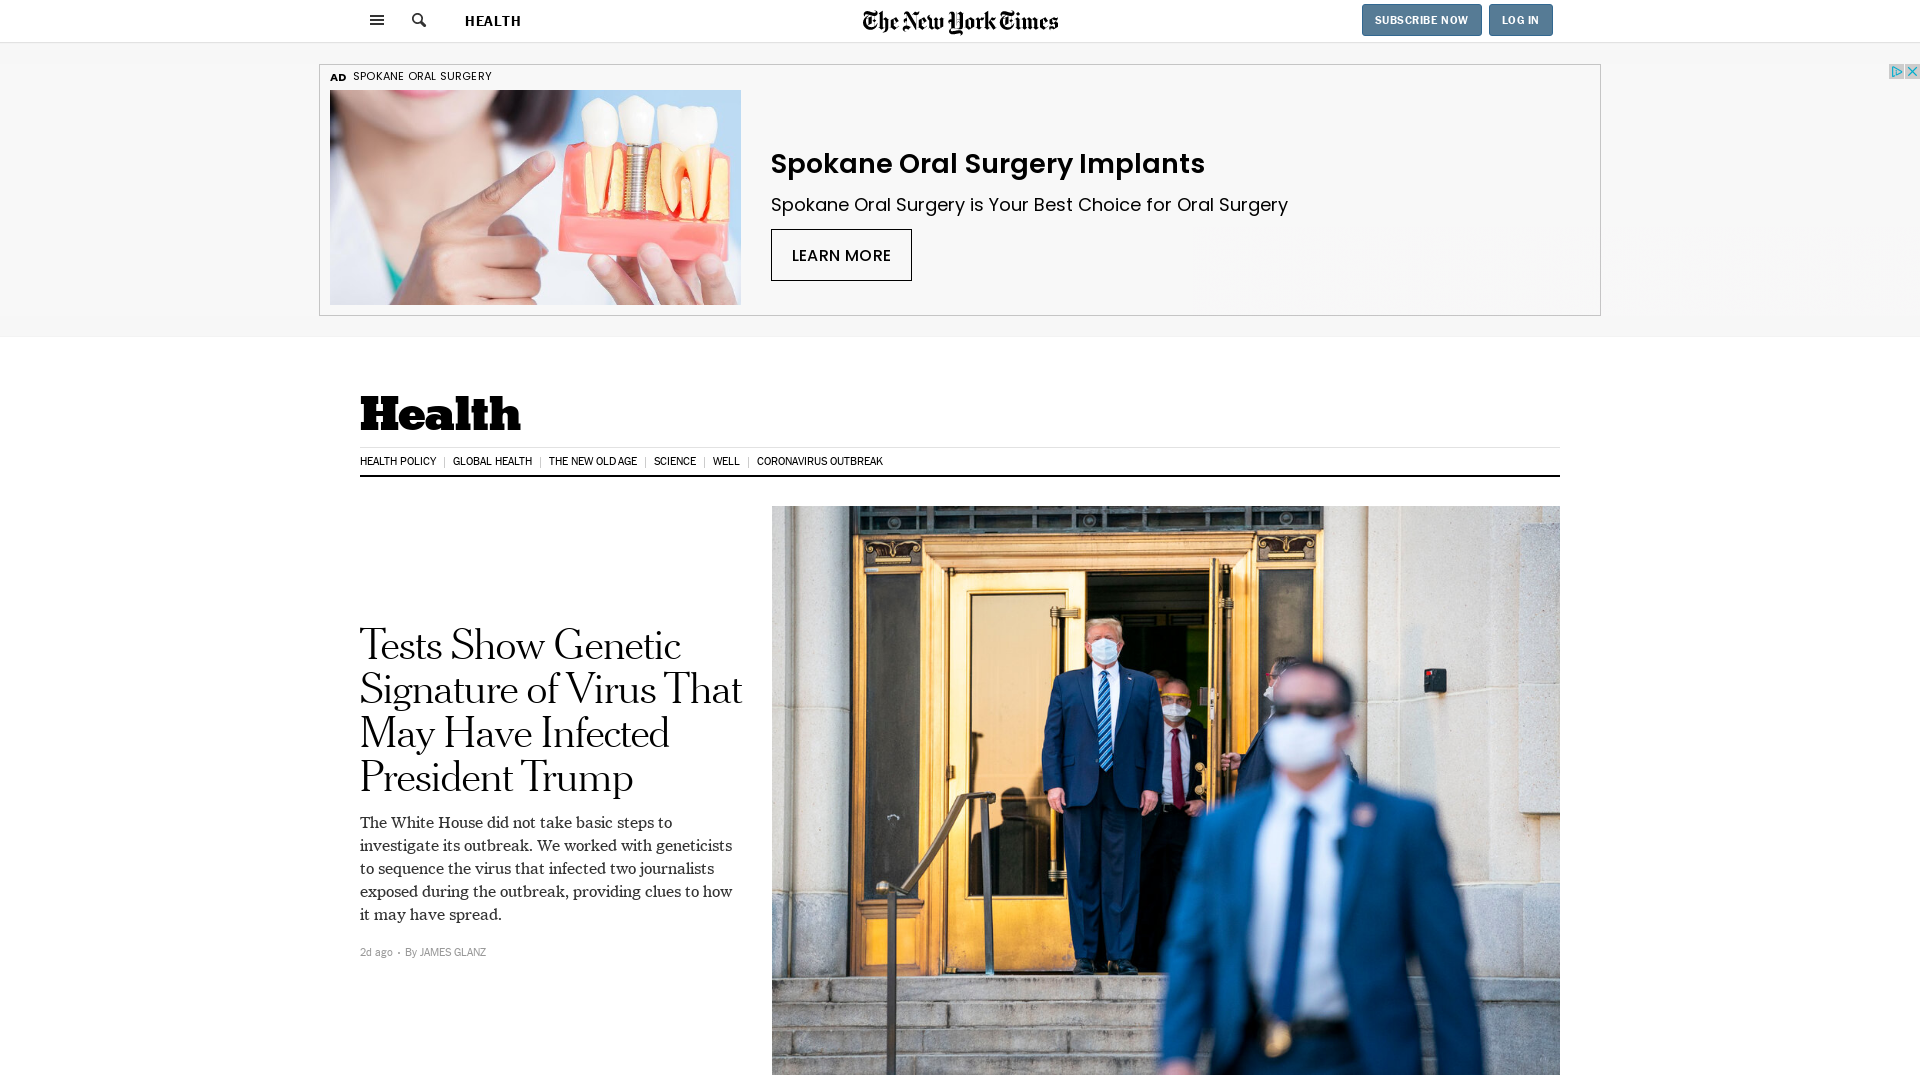 HEALTH
The New York Times
SUBSCRIBE NOW
LOG IN
AD SPOKANE ORAL SURGERY
Spokane Oral Surgery Implants
Spokane Oral Surgery is Your Best Choice for Oral Surgery
LEARN MORE
Health
HEALTH POLICY
GLOBAL HEALTH
THE NEW OLD AGE
SCIENCE
WELL
CORONAVIRUS OUTBREAK
Tests Show Genetic
Signature of Virus That
May Have Infected
President Trump
The White House did not take basic steps to
investigate its outbreak. We worked with geneticists
to sequence the virus that infected two journalists
exposed during the outbreak, providing clues to how
it may have spread.
2d ago • By JAMES GLANZ